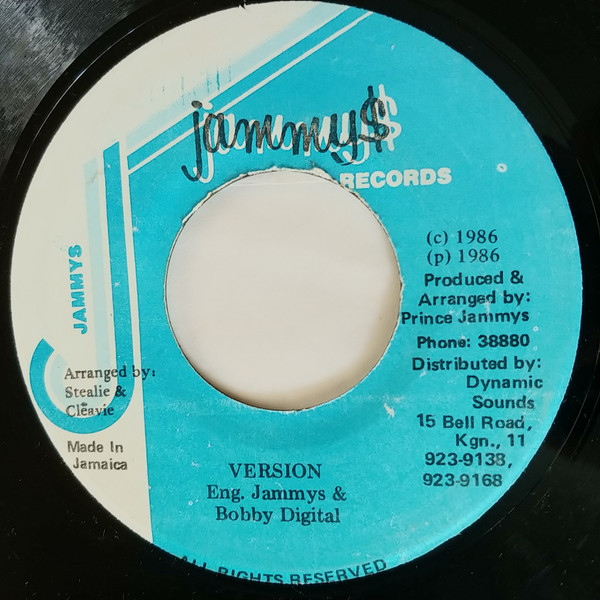 jammy$
RECORDS
JAMMYS
(c) 1986
(p) 1986
Produced &
Arranged by:
Prince Jammys
Phone: 38880
Distributed by:
Dynamic
Sounds
15 Bell Road,
Kgn., 11
923-9138,
923-9168
Arranged by:
Stealie &
Cleavie
Made In
Jamaica
VERSION
Eng. Jammys &
Bobby Digital
ALL RIGHTS RESERVED